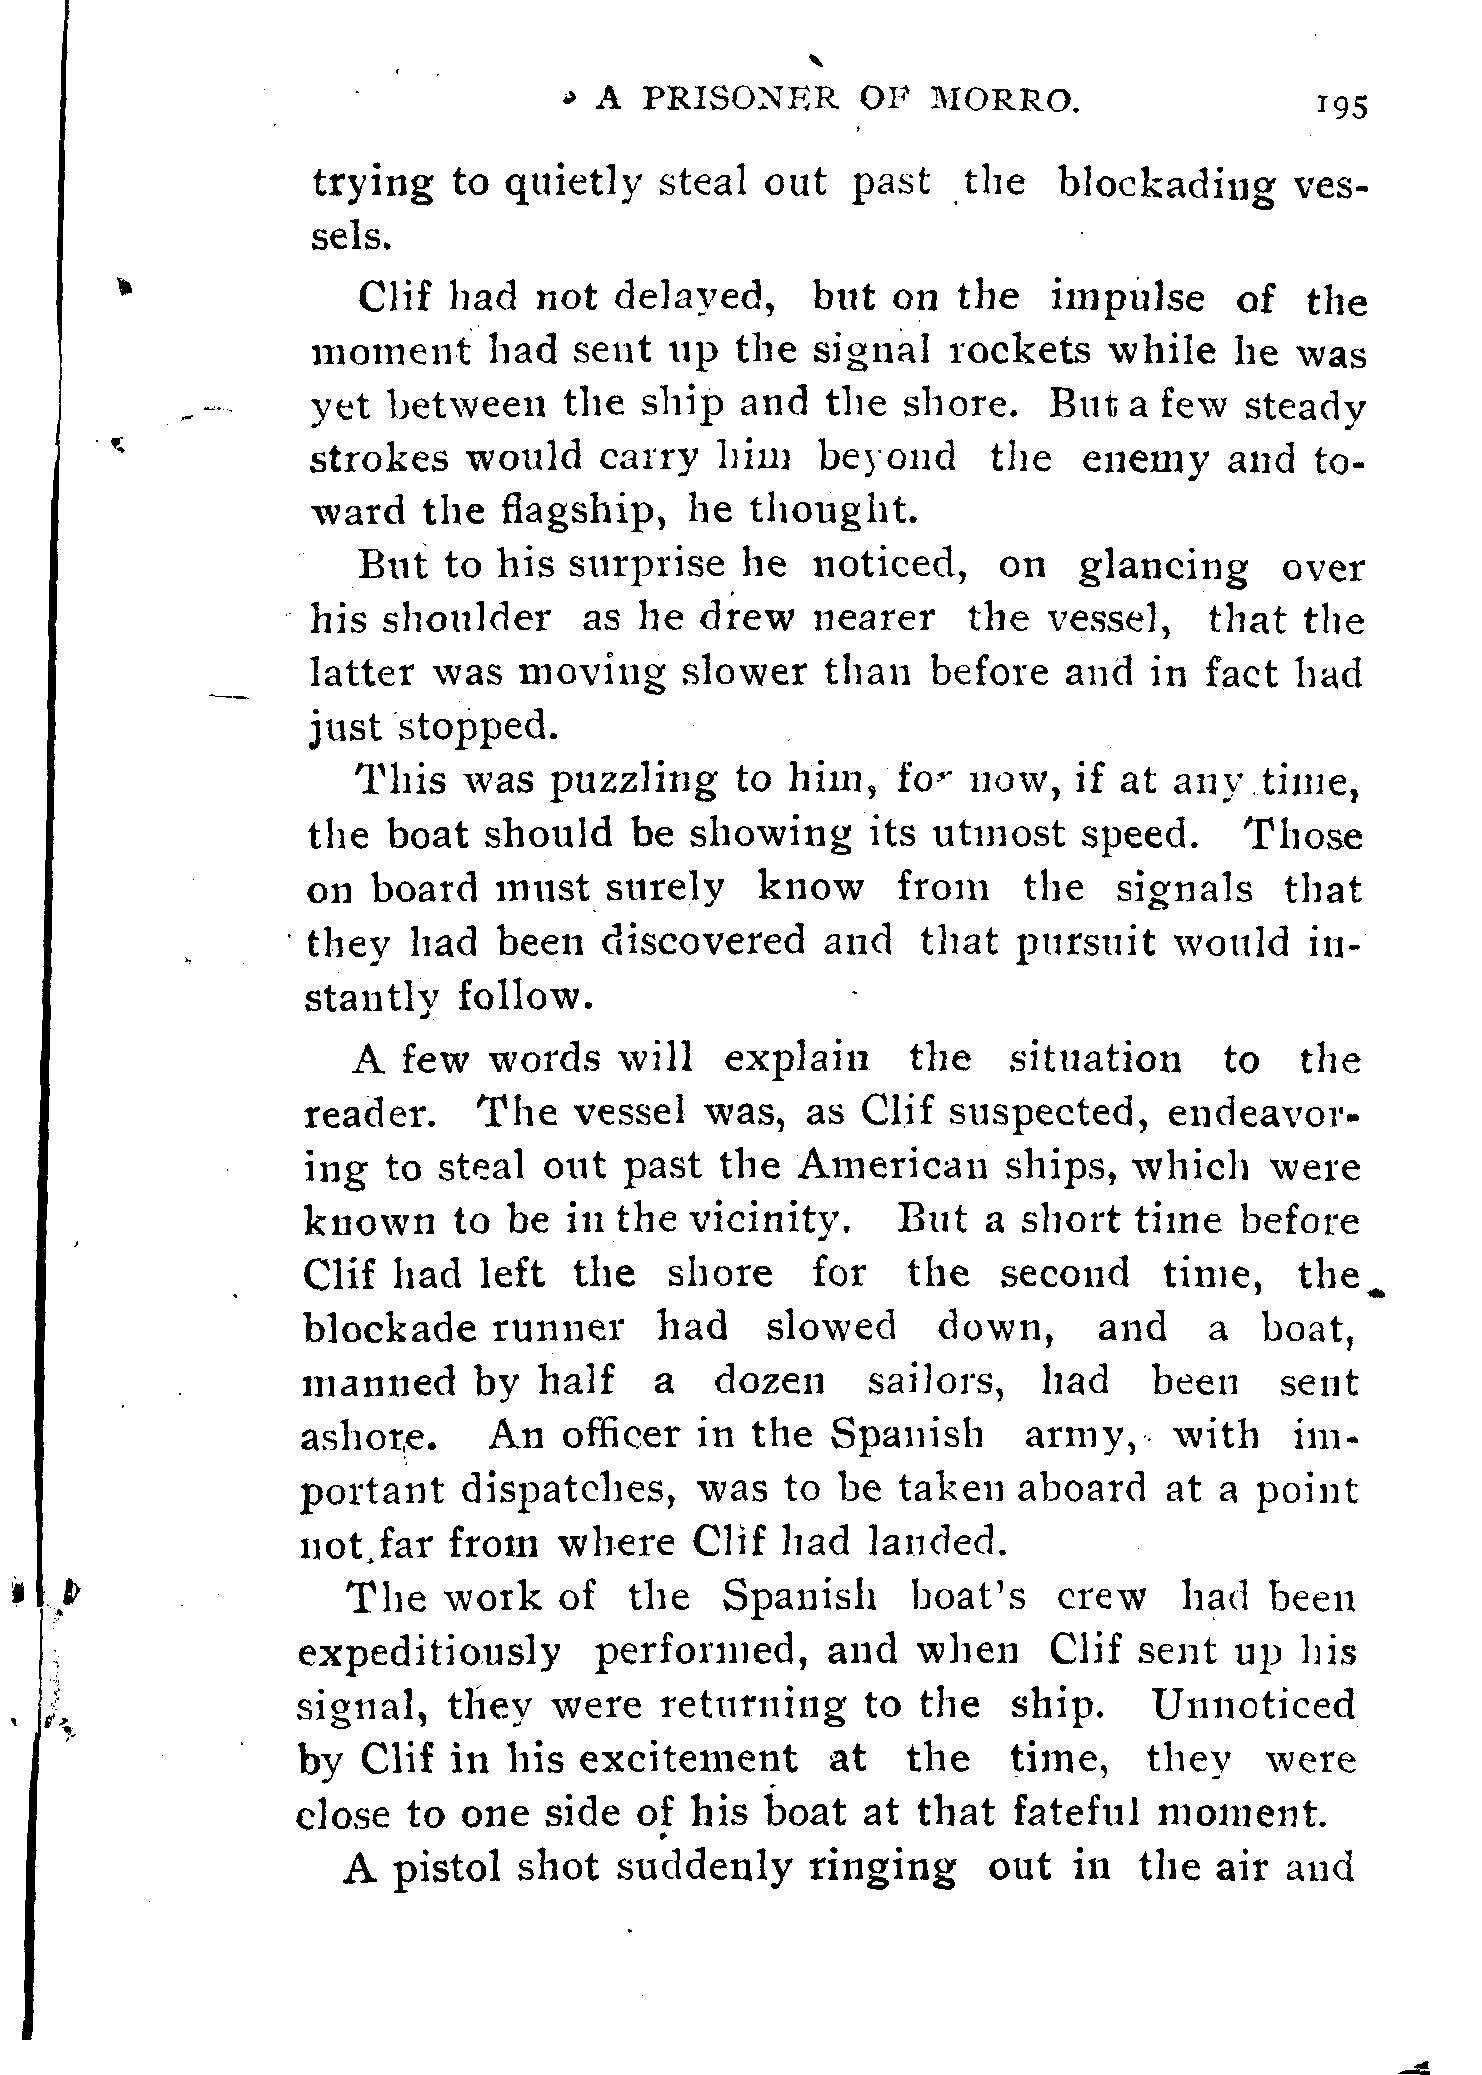 A PRISONER OF MORRO. 195
trying to quietly steal out past the blockading ves-
sels.
Clif had not delayed, but on the impulse of the
moment had sent up the signal rockets while he was
yet between the ship and the shore. But a few steady
strokes would carry him beyond the enemy and to-
ward the flagship, he thought.
But to his surprise he noticed, on glancing over
his shoulder as he drew nearer the vessel, that the
latter was moving slower than before and in fact had
just stopped.
This was puzzling to him, for now, if at any time,
the boat should be showing its utmost speed. Those
on board must surely know from the signals that
they had been discovered and that pursuit would in-
stantly follow.
A few words will explain the situation to the
reader. The vessel was, as Clif suspected, endeavor-
ing to steal out past the American ships, which were
known to be in the vicinity. But a short time before
Clif had left the shore for the second time, the
blockade runner had slowed down, and a boat,
manned by half a dozen sailors, had been sent
ashore. An officer in the Spanish army, with im-
portant dispatches, was to be taken aboard at a point
not far from where Clif had landed.
The work of the Spanish boat's crew had been
expeditiously performed, and when Clif sent up his
signal, they were returning to the ship. Unnoticed
by Clif in his excitement at the time, they were
close to one side of his boat at that fateful moment.
A pistol shot suddenly ringing out in the air and